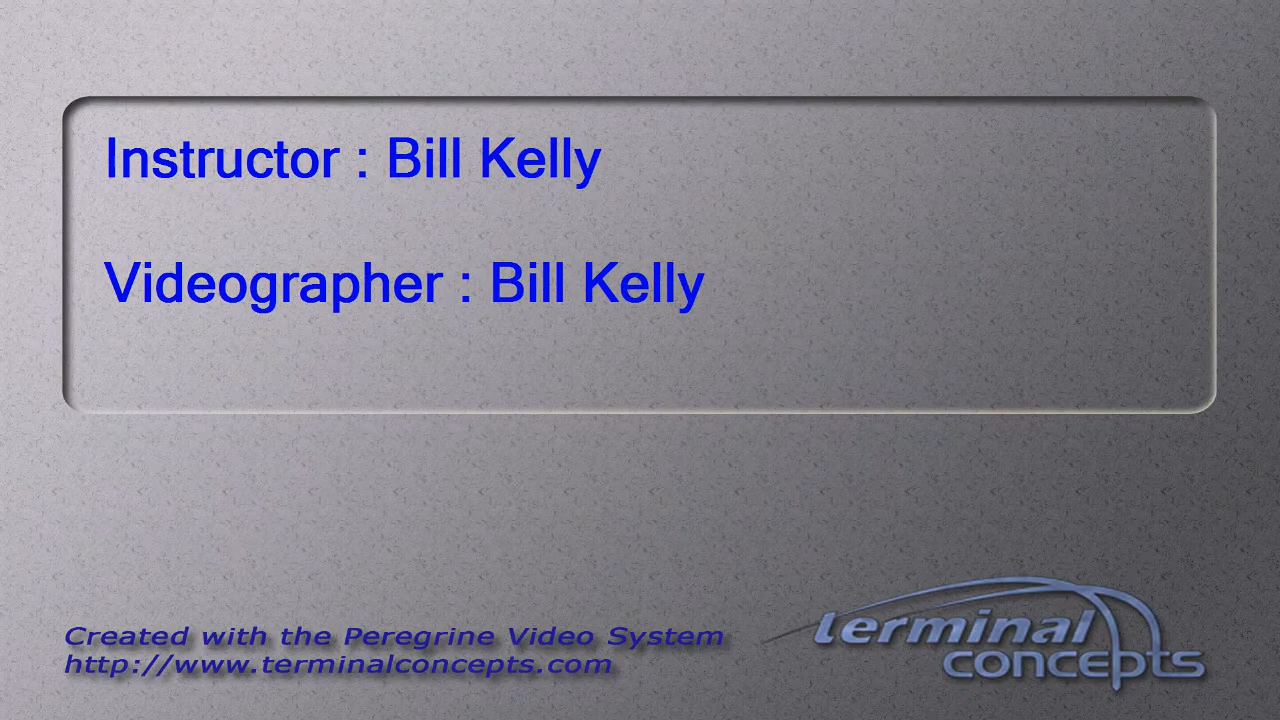 Instructor : Bill Kelly
Videographer : Bill Kelly
Created with the Peregrine Video System
http://www.terminalconcepts.com
terminal
concepts